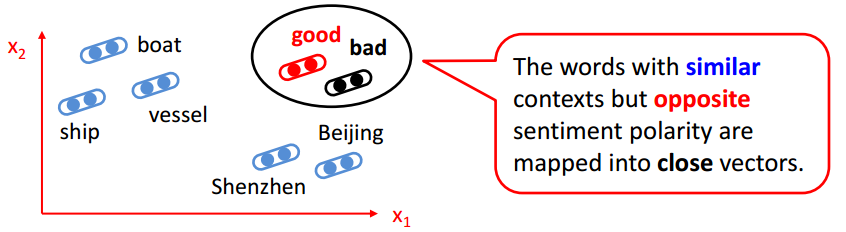 good
bad
x2
boat
ship
vessel
Beijing
Shenzhen
x1
The words with similar
contexts but opposite
sentiment polarity are
mapped into close vectors.